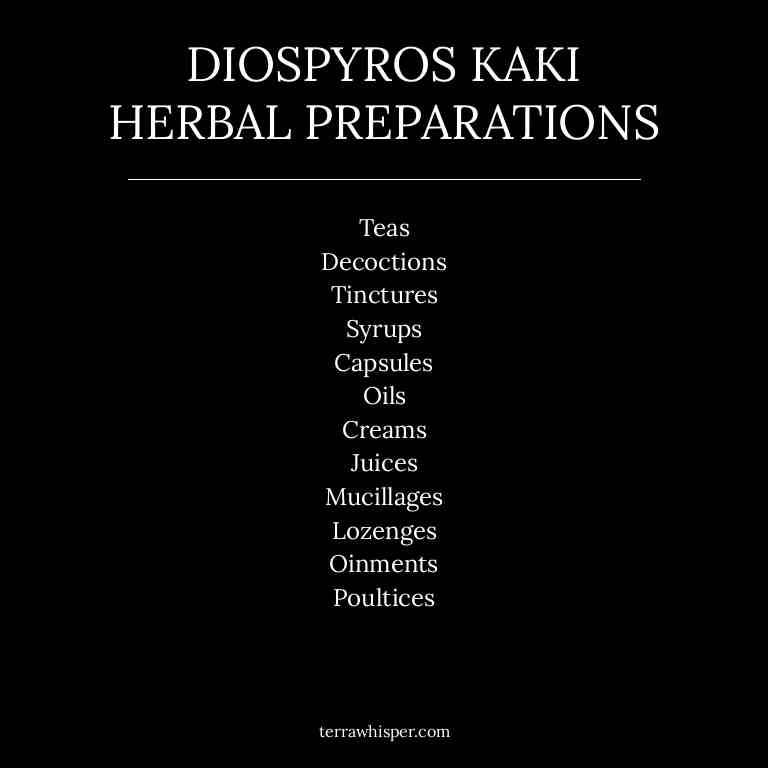 DIOSPYROS KAKI
HERBAL PREPARATIONS
Teas
Decoctions
Tinctures
Syrups
Capsules
Oils
Creams
Juices
Mucillages
Lozenges
Oinments
Poultices
terrawhisper.com